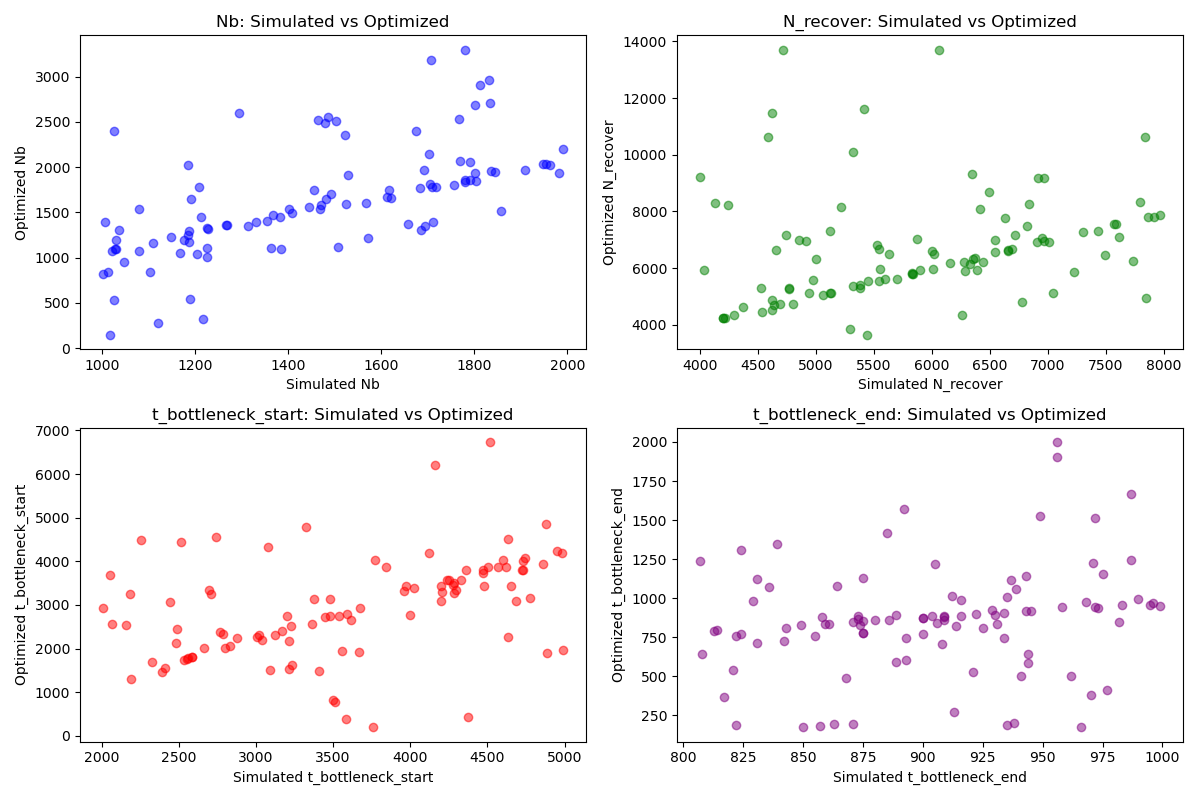 Nb: Simulated vs Optimized
Optimized Nb
3000
2500
2000
1500
1000
500
0
1000 1200 1400 1600 1800 2000
Simulated Nb
N_recover: Simulated vs Optimized
Optimized N_recover
14000
12000
10000
8000
6000
4000
4000 4500 5000 5500 6000 6500 7000 7500 8000
Simulated N_recover
t_bottleneck_start: Simulated vs Optimized
Optimized t_bottleneck_start
7000
6000
5000
4000
3000
2000
1000
0
2000 2500 3000 3500 4000 4500 5000
Simulated t_bottleneck_start
t_bottleneck_end: Simulated vs Optimized
Optimized t_bottleneck_end
2000
1750
1500
1250
1000
750
500
250
800 825 850 875 900 925 950 975 1000
Simulated t_bottleneck_end